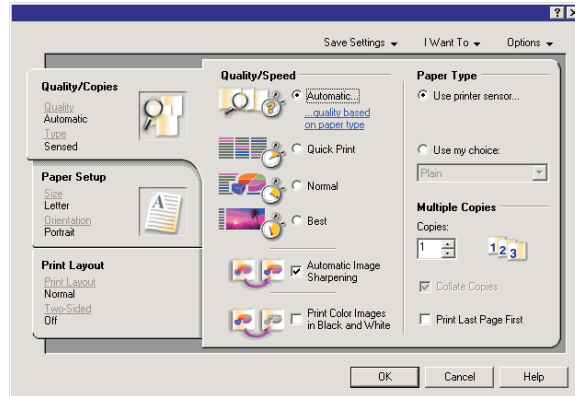 Save Settings
I Want To
Options
Quality/Copies
Quality
Automatic
Type
Sensed
Paper Setup
Size
Letter
Orientation
Portrait
Print Layout
Print Layout
Normal
Two-Sided
Off
Quality/Speed
Automatic...
...quality based
on paper type
Quick Print
Normal
Best
Automatic Image
Sharpening
Print Color Images
in Black and White
Paper Type
Use printer sensor...
Use my choice:
Plain
Multiple Copies
Copies:
1
1 2 3
Collate Copies
Print Last Page First
OK
Cancel
Help